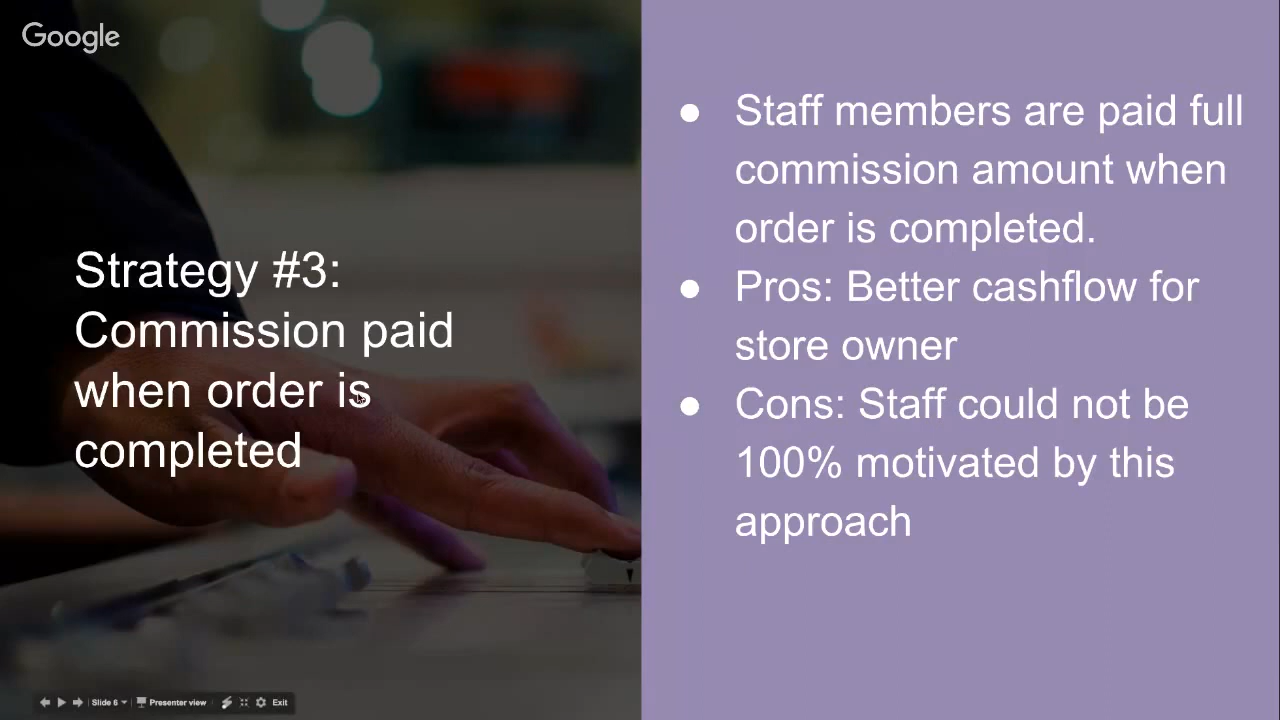 Google
Strategy #3:
Commission paid
when order is
completed
● Staff members are paid full
commission amount when
order is completed.
● Pros: Better cashflow for
store owner
● Cons: Staff could not be
100% motivated by this
approach
Slide 6 Presenter view Exit